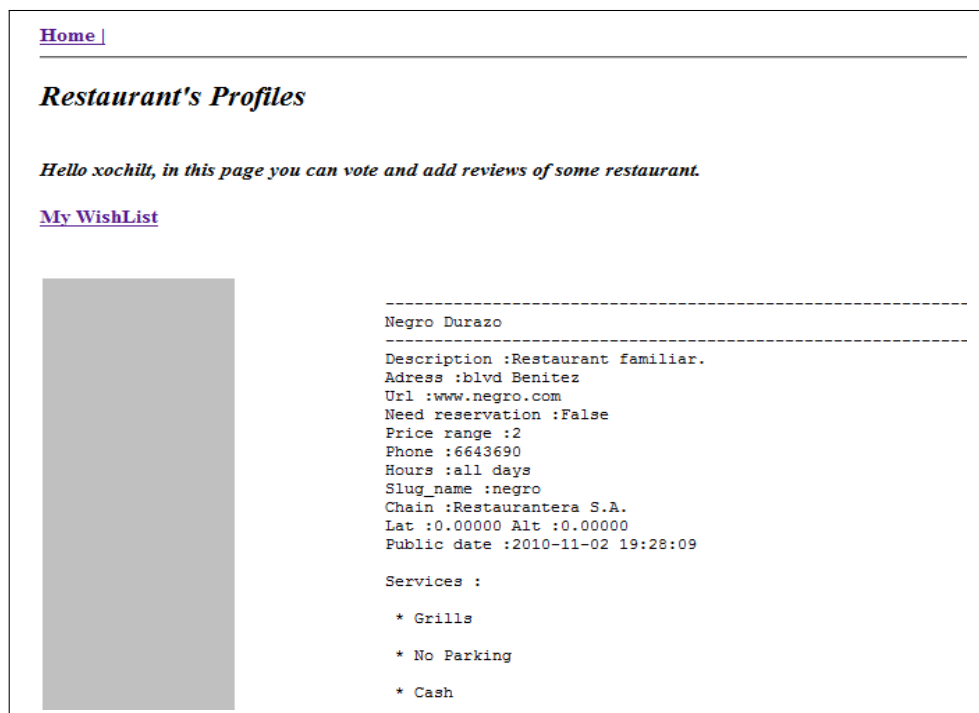 Home |
Restaurant's Profiles
Hello xochilt, in this page you can vote and add reviews of some restaurant.
My WishList
------------------------------------------------------------
Negro Durazo
------------------------------------------------------------
Description :Restaurant familiar.
Adress :blvd Benitez
Url :www.negro.com
Need reservation :False
Price range :2
Phone :6643690
Hours :all days
Slug_name :negro
Chain :Restaurantera S.A.
Lat :0.00000 Alt :0.00000
Public date :2010-11-02 19:28:09
Services :
* Grills
* No Parking
* Cash